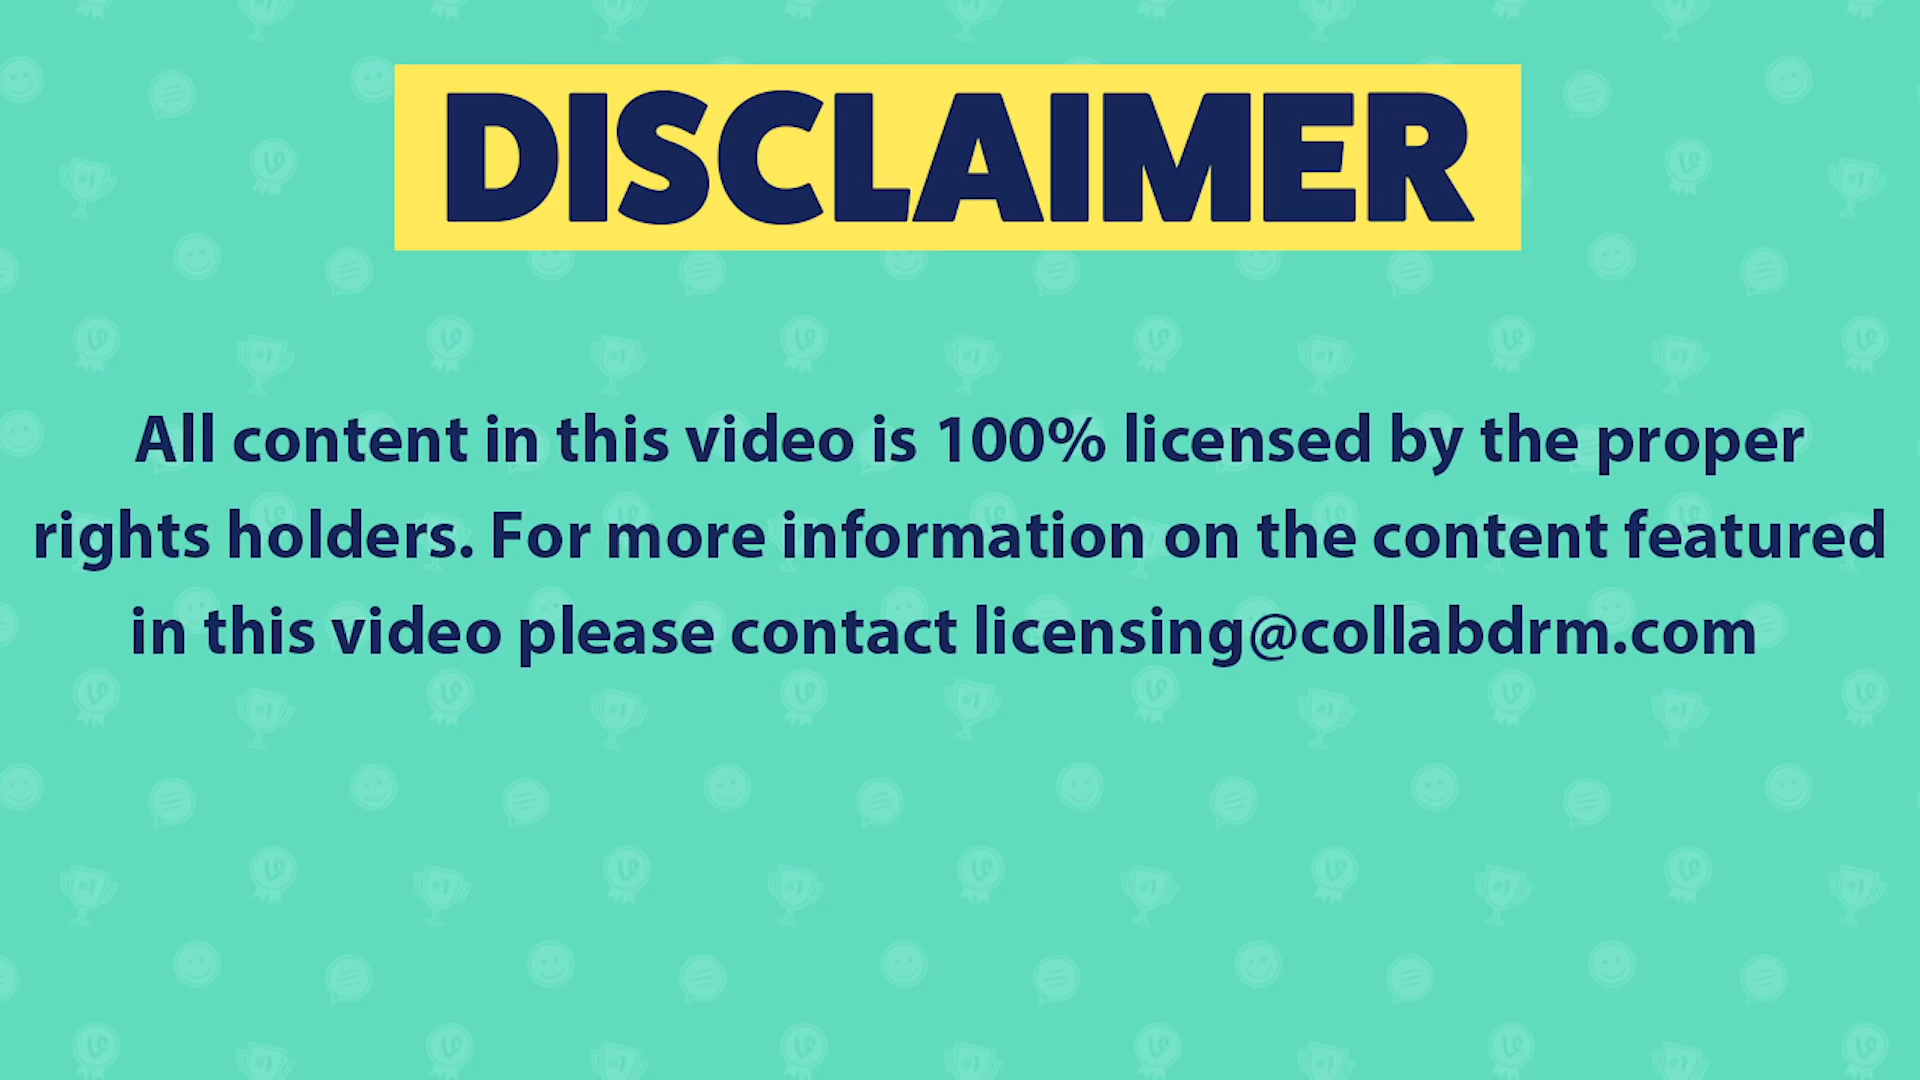 DISCLAIMER
All content in this video is 100% licensed by the proper
rights holders. For more information on the content featured
in this video please contact licensing@collabdrm.com